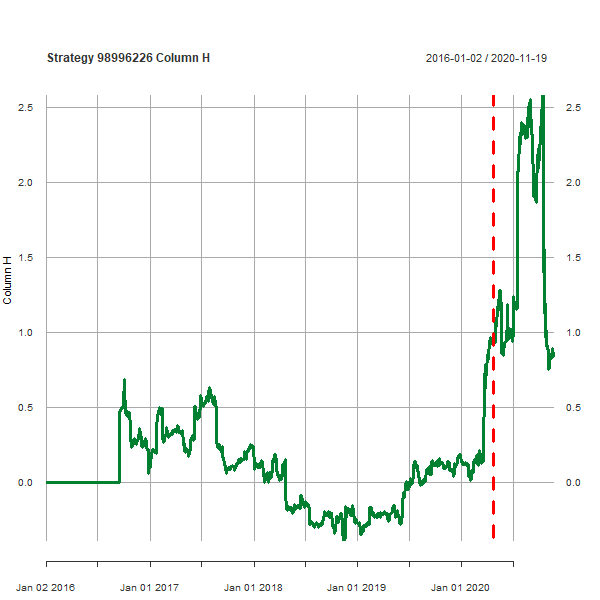 Strategy 98996226 Column H
2016-01-02 / 2020-11-19
2.5
2.5
2.0
2.0
1.5
1.5
Column H
1.0
1.0
0.5
0.5
0.0
0.0
Jan 02 2016
Jan 01 2017
Jan 01 2018
Jan 01 2019
Jan 01 2020